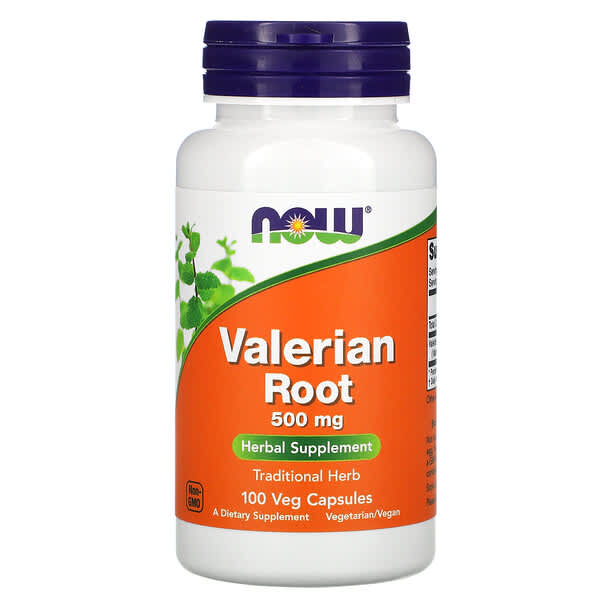 NOW®
Valerian
Root
500 mg
Herbal Supplement
Traditional Herb
100 Veg Capsules
Non-
GMO
A Dietary Supplement
Vegetarian/Vegan